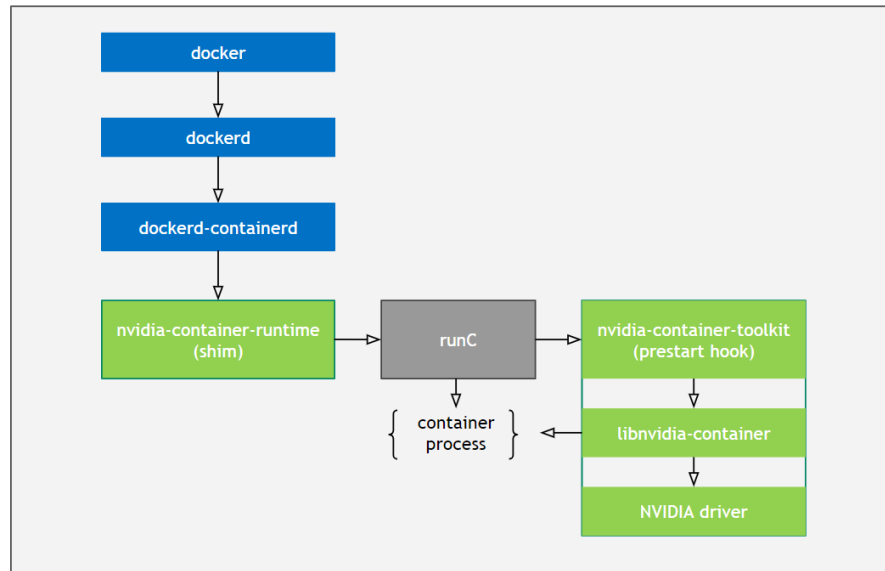 docker
dockerd
dockerd-containerd
nvidia-container-runtime
(shim)
runC
nvidia-container-toolkit
(prestart hook)
{ container
process }
libnvidia-container
NVIDIA driver